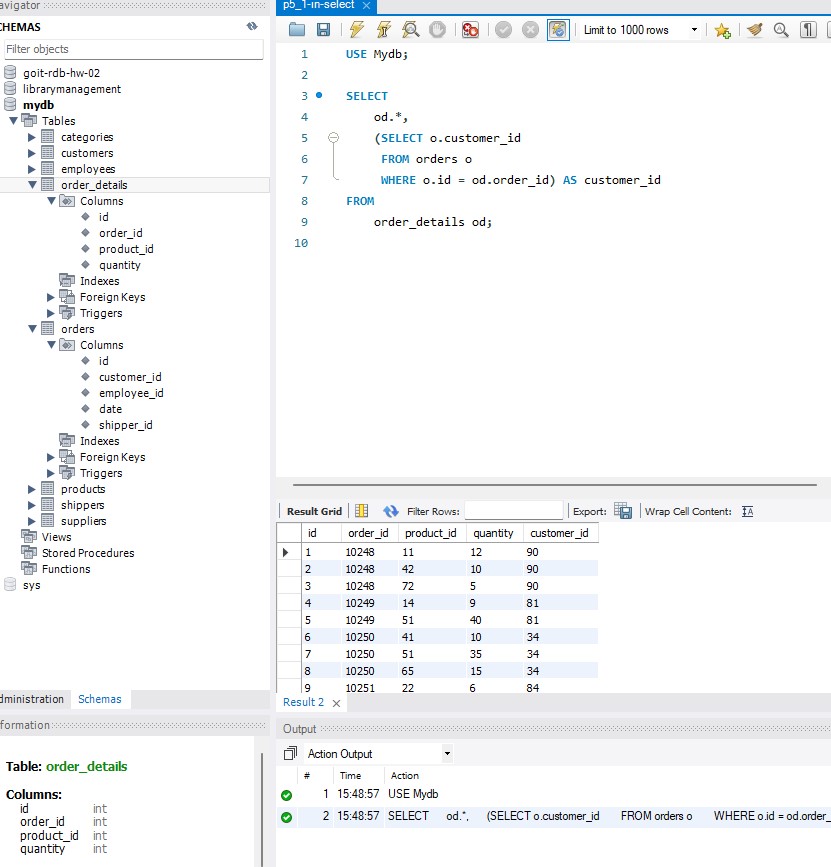 avigator
SCHEMAS
Filter objects
goit-rdb-hw-02
librarymanagement
mydb
Tables
categories
customers
employees
order_details
Columns
id
order_id
product_id
quantity
Indexes
Foreign Keys
Triggers
orders
Columns
id
customer_id
employee_id
date
shipper_id
Indexes
Foreign Keys
Triggers
products
shippers
suppliers
Views
Stored Procedures
Functions
sys
dministration Schemas
formation
Table: order_details
Columns:
id int
order_id int
product_id int
quantity int
p5_1-in-select
Limit to 1000 rows
1 USE Mydb;
2
3 SELECT
4 od.*,
5 (SELECT o.customer_id
6 FROM orders o
7 WHERE o.id = od.order_id) AS customer_id
8 FROM
9 order_details od;
10
Result Grid Filter Rows: Export: Wrap Cell Content:
id order_id product_id quantity customer_id
1 10248 11 12 90
2 10248 42 10 90
3 10248 72 5 90
4 10249 14 9 81
5 10249 51 40 81
6 10250 41 10 34
7 10250 51 35 34
8 10250 65 15 34
9 10251 22 6 84
Result 2
Output
Action Output
# Time Action
1 15:48:57 USE Mydb
2 15:48:57 SELECT od.*, (SELECT o.customer_id FROM orders o WHERE o.id = od.order_